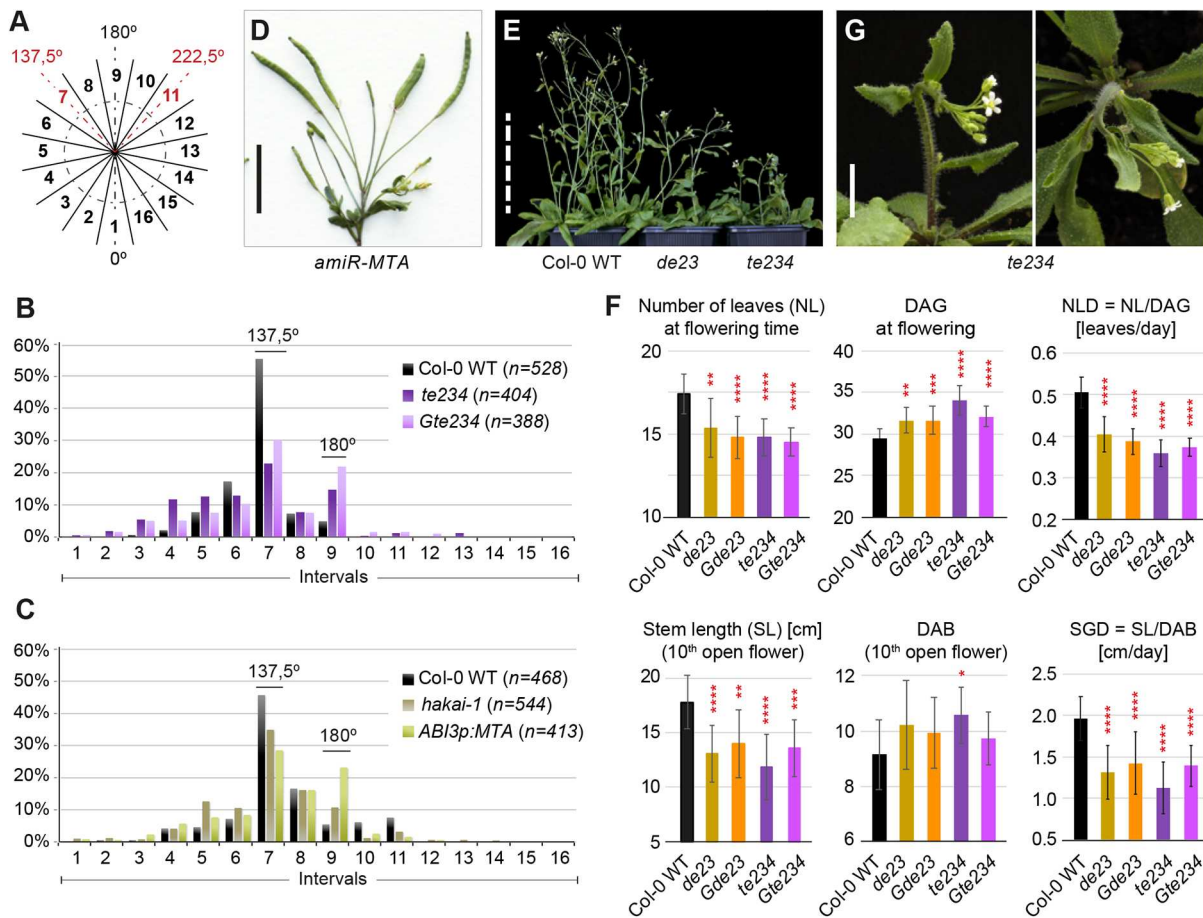 A
180º
137,5º
222,5º
9
8
10
7
11
6
12
5
13
4
14
3
15
2
16
1
0º
D
amiR-MTA
E
Col-0 WT
de23
te234
G
te234
B
60%
50%
40%
30%
20%
10%
0%
137,5º
180º
Col-0 WT (n=528)
te234 (n=404)
Gte234 (n=388)
1 2 3 4 5 6 7 8 9 10 11 12 13 14 15 16
Intervals
C
60%
50%
40%
30%
20%
10%
0%
137,5º
180º
Col-0 WT (n=468)
hakai-1 (n=544)
ABI3p:MTA (n=413)
1 2 3 4 5 6 7 8 9 10 11 12 13 14 15 16
Intervals
F
Number of leaves (NL)
at flowering time
20
15
10
** **** **** ****
Col-0 WT
de23
Gde23
te234
Gte234
DAG
at flowering
40
35
30
25
20
** *** **** ****
Col-0 WT
de23
Gde23
te234
Gte234
NLD = NL/DAG
[leaves/day]
0.6
0.5
0.4
0.3
0.2
**** **** **** ****
Col-0 WT
de23
Gde23
te234
Gte234
Stem length (SL) [cm]
(10th open flower)
20
15
10
5
**** ** **** ***
Col-0 WT
de23
Gde23
te234
Gte234
DAB
(10th open flower)
12
10
8
6
*
Col-0 WT
de23
Gde23
te234
Gte234
SGD = SL/DAB
[cm/day]
2.5
2.0
1.5
1.0
0.5
**** **** **** ****
Col-0 WT
de23
Gde23
te234
Gte234